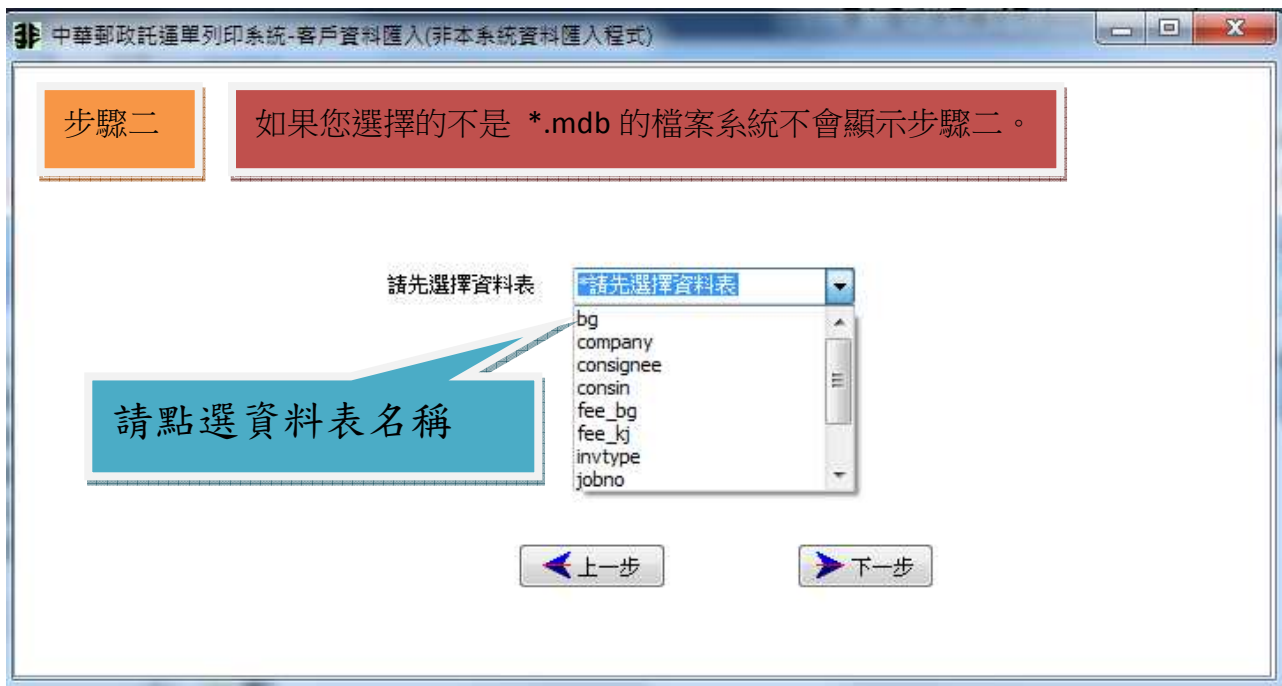 中華郵政託運單列印系統-客戶資料匯入(非本系統資料匯入程式)
步驟二
如果您選擇的不是 *.mdb 的檔案系統不會顯示步驟二。
請先選擇資料表
*請先選擇資料表
bg
company
consignee
consin
fee_bg
fee_kj
invtype
jobno
請點選資料表名稱
上一步
下一步